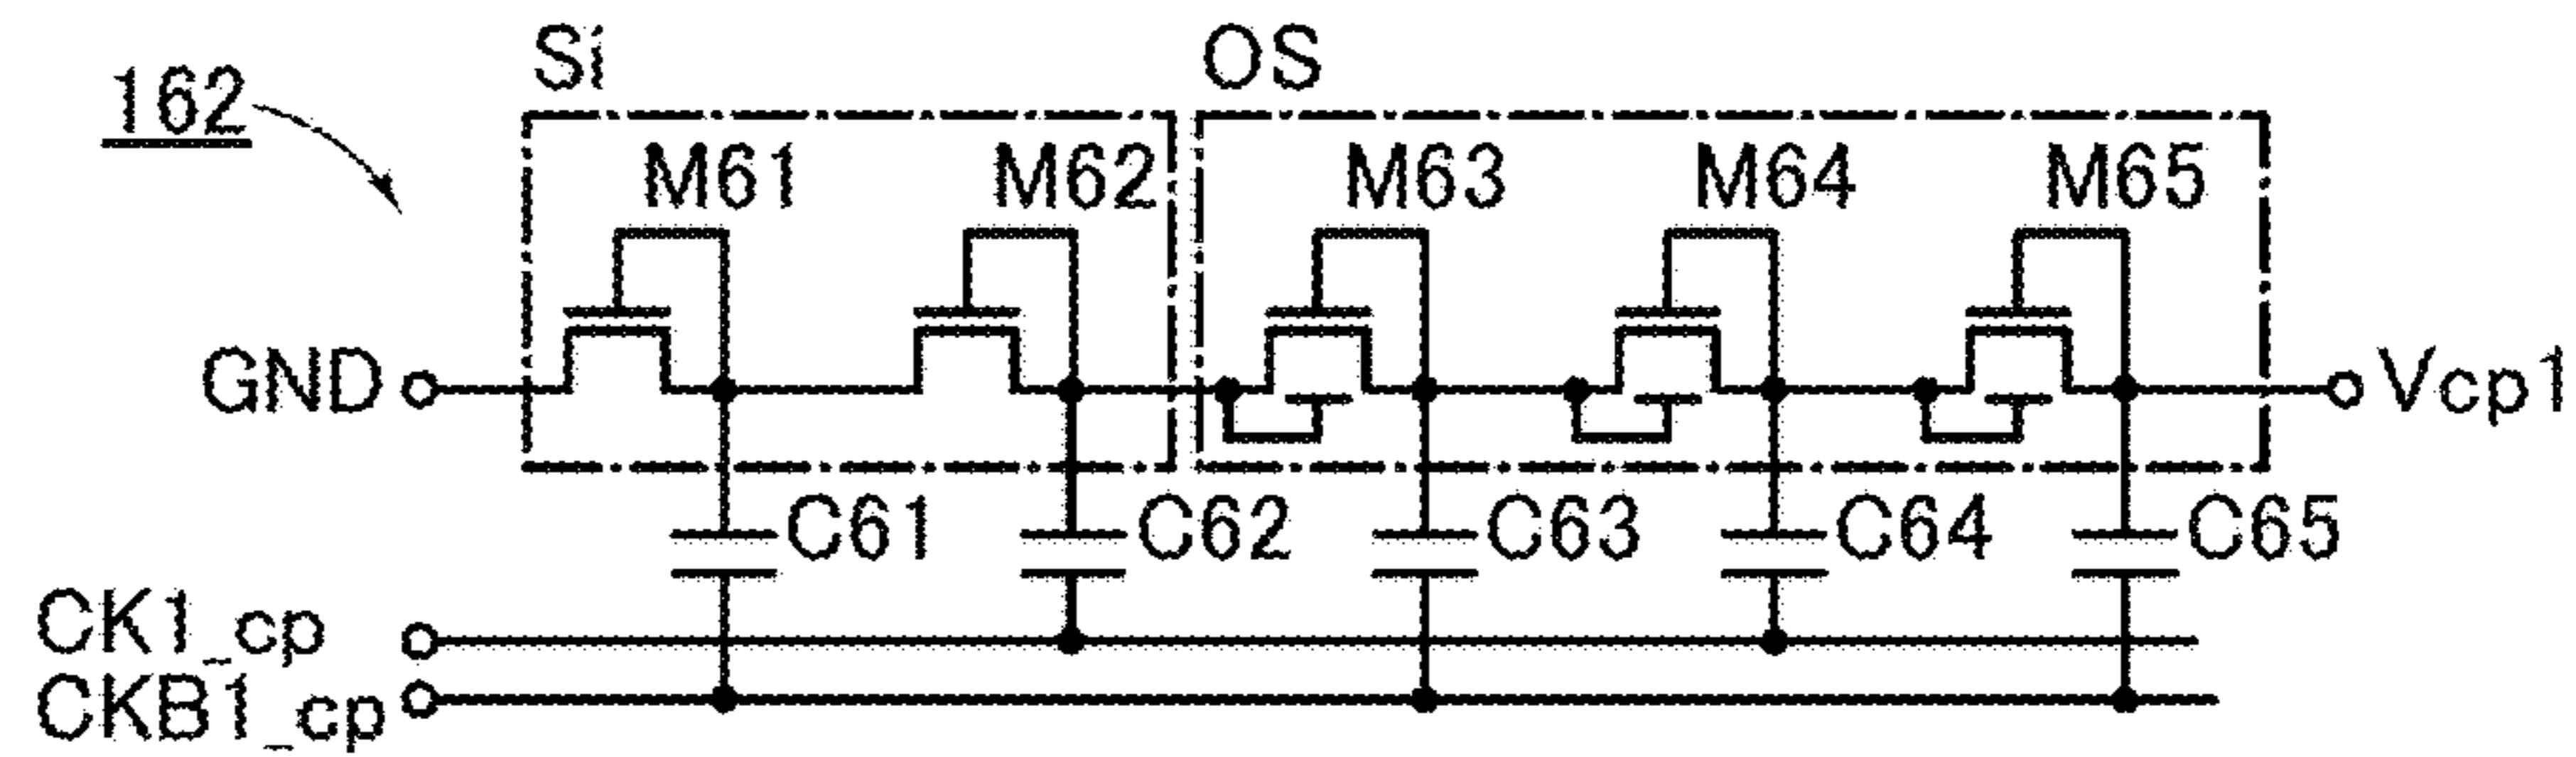 Si OS
162
M61 M62 M63 M64 M65
GND Vcp1
C61 C62 C63 C64 C65
CK1_cp
CKB1_cp